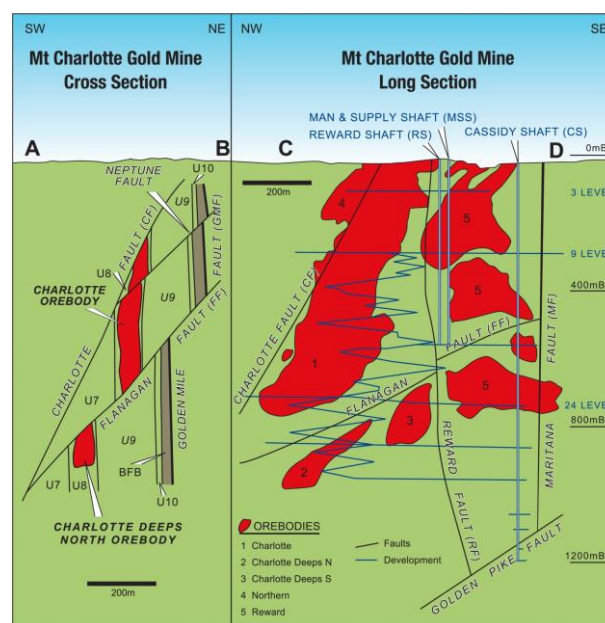 SW
NE
Mt Charlotte Gold Mine
Cross Section
A
B
NEPTUNE
FAULT
U10
U9
CHARLOTTE FAULT (CF)
FAULT (GMF)
U8
CHARLOTTE
OREBODY
U9
U9
FLANAGAN FAULT (FF)
U7
GOLDEN MILE
U9
BFB
U7
U8
U10
CHARLOTTE DEEPS
NORTH OREBODY
200m
NW
SE
Mt Charlotte Gold Mine
Long Section
MAN & SUPPLY SHAFT (MSS)
REWARD SHAFT (RS)
CASSIDY SHAFT (CS)
C
D
0mB
200m
4
3 LEVE
5
9 LEVE
400mB
5
CHARLOTTE FAULT (CF)
FLANAGAN FAULT (FF)
MARITANA FAULT (MF)
1
5
24 LEVE
800mB
3
2
REWARD FAULT (RF)
GOLDEN PIKE FAULT
1200mB
OREBODIES
1 Charlotte
2 Charlotte Deeps N
3 Charlotte Deeps S
4 Northern
5 Reward
Faults
Development